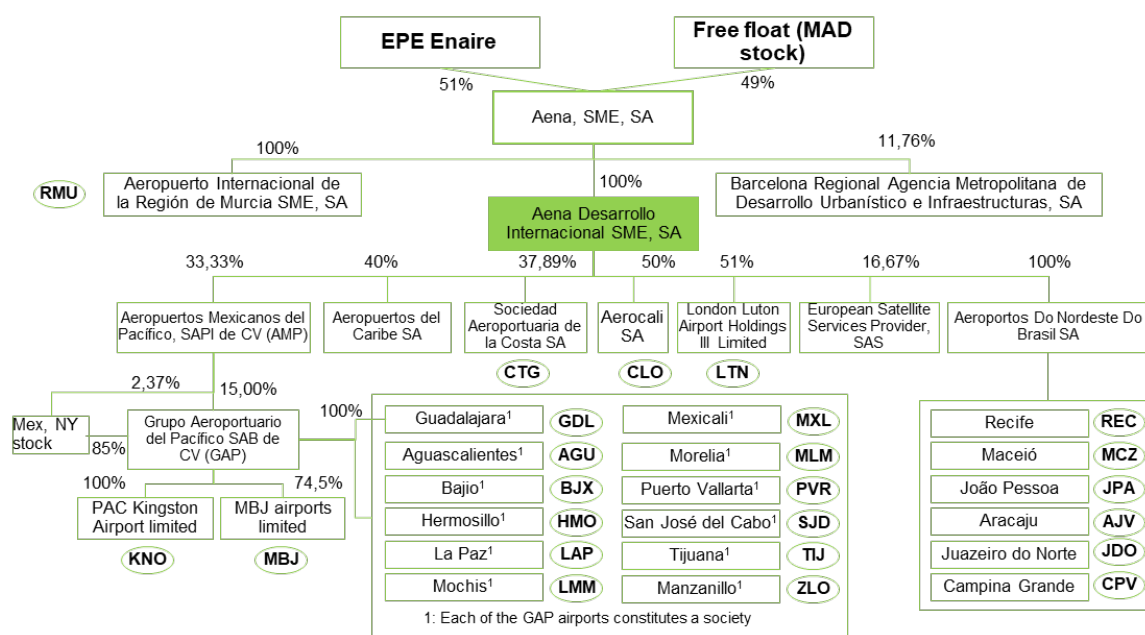 EPE Enaire
Free float (MAD
stock)
51%
49%
Aena, SME, SA
100%
11,76%
100%
RMU
Aeropuerto Internacional de
la Región de Murcia SME, SA
Barcelona Regional Agencia Metropolitana de
Desarrollo Urbanístico e Infraestructuras, SA
Aena Desarrollo
Internacional SME, SA
33,33%
40%
37,89%
50%
51%
16,67%
100%
Aeropuertos Mexicanos del
Pacífico, SAPI de CV (AMP)
Aeropuertos del
Caribe SA
Sociedad
Aeroportuaria de
la Costa SA
Aerocali
SA
London Luton
Airport Holdings
III Limited
European Satellite
Services Provider,
SAS
Aeroportos Do Nordeste Do
Brasil SA
CTG
CLO
LTN
2,37%
15,00%
Mex, NY
stock
85%
Grupo Aeroportuario
del Pacífico SAB de
CV (GAP)
100%
100%
74,5%
PAC Kingston
Airport limited
MBJ airports
limited
KNO
MBJ
Guadalajara¹
GDL
Mexicali¹
MXL
Aguascalientes¹
AGU
Morelia¹
MLM
Bajio¹
BJX
Puerto Vallarta¹
PVR
Hermosillo¹
HMO
San José del Cabo¹
SJD
La Paz¹
LAP
Tijuana¹
TIJ
Mochis¹
LMM
Manzanillo¹
ZLO
1: Each of the GAP airports constitutes a society
Recife
REC
Maceió
MCZ
João Pessoa
JPA
Aracaju
AJV
Juazeiro do Norte
JDO
Campina Grande
CPV